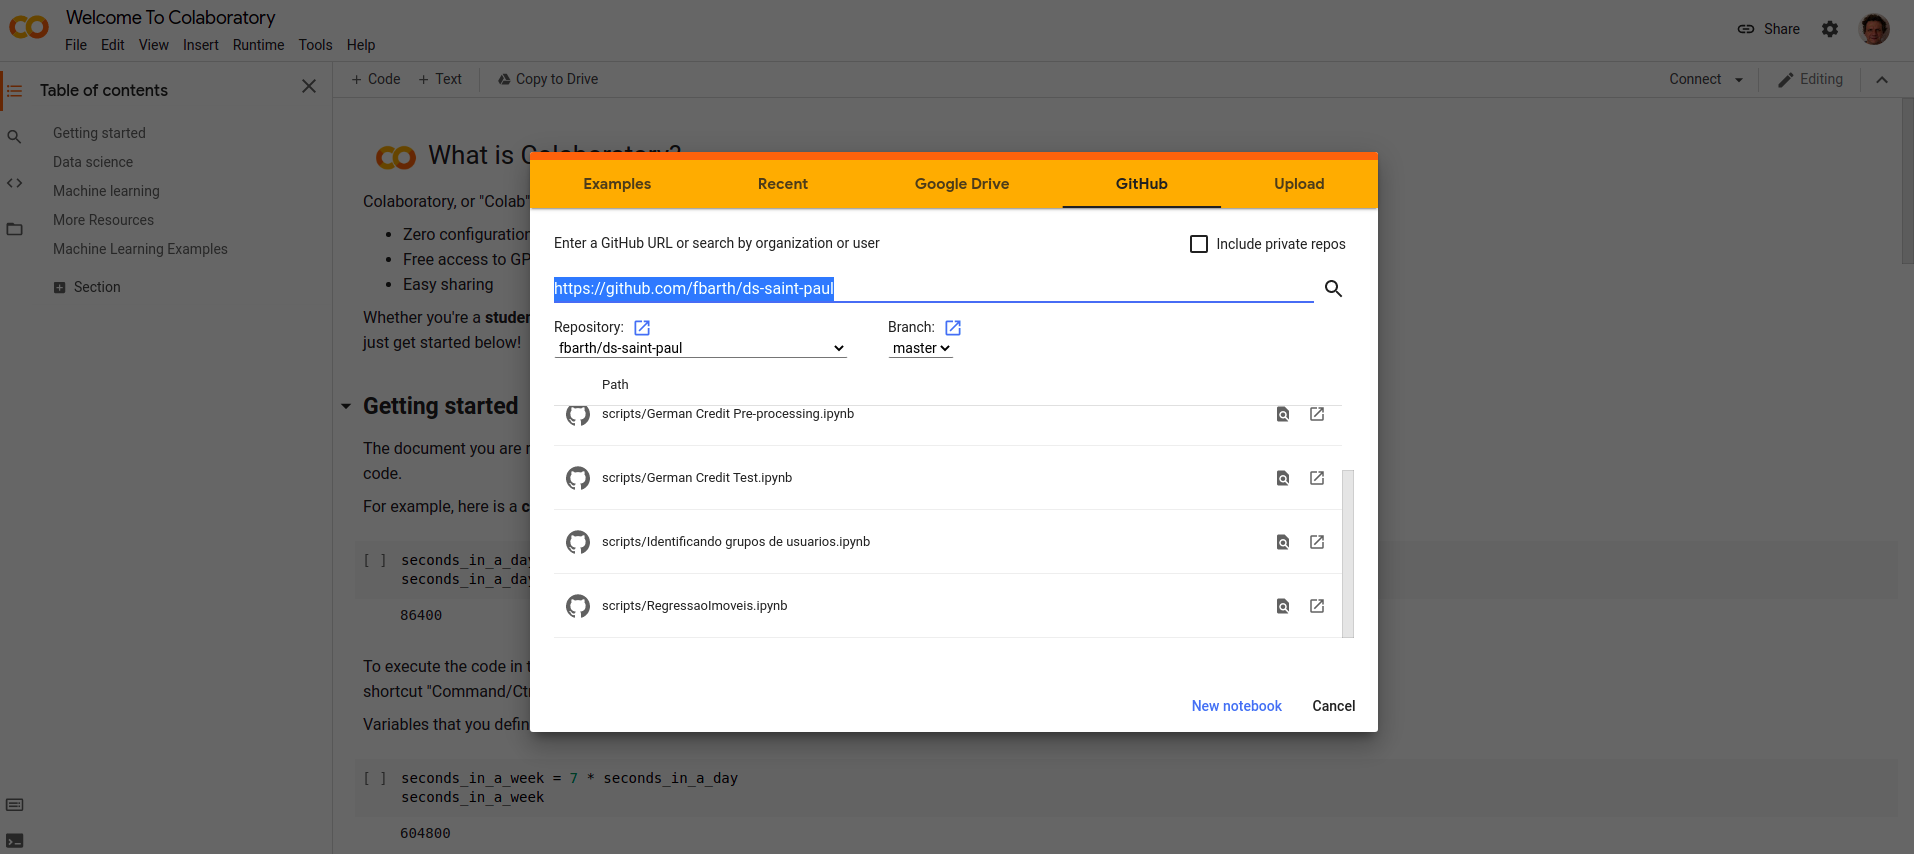 Welcome To Colaboratory
File Edit View Insert Runtime Tools Help
Share
Table of contents
Getting started
Data science
Machine learning
More Resources
Machine Learning Examples
Section
+ Code + Text Copy to Drive
Connect
Editing
What is Colaboratory?
Colaboratory, or "Colab"
Zero configuration
Free access to GP
Easy sharing
Whether you're a studen
just get started below!
Getting started
The document you are
code.
For example, here is a
[ ] seconds_in_a_day
seconds_in_a_day
86400
To execute the code in
shortcut "Command/Ctr
Variables that you defin
[ ] seconds_in_a_week = 7 * seconds_in_a_day
seconds_in_a_week
604800
Examples Recent Google Drive GitHub Upload
Enter a GitHub URL or search by organization or user
Include private repos
https://github.com/fbarth/ds-saint-paul
Repository: Branch:
fbarth/ds-saint-paul master
Path
scripts/German Credit Pre-processing.ipynb
scripts/German Credit Test.ipynb
scripts/Identificando grupos de usuarios.ipynb
scripts/RegressaoImoveis.ipynb
New notebook Cancel